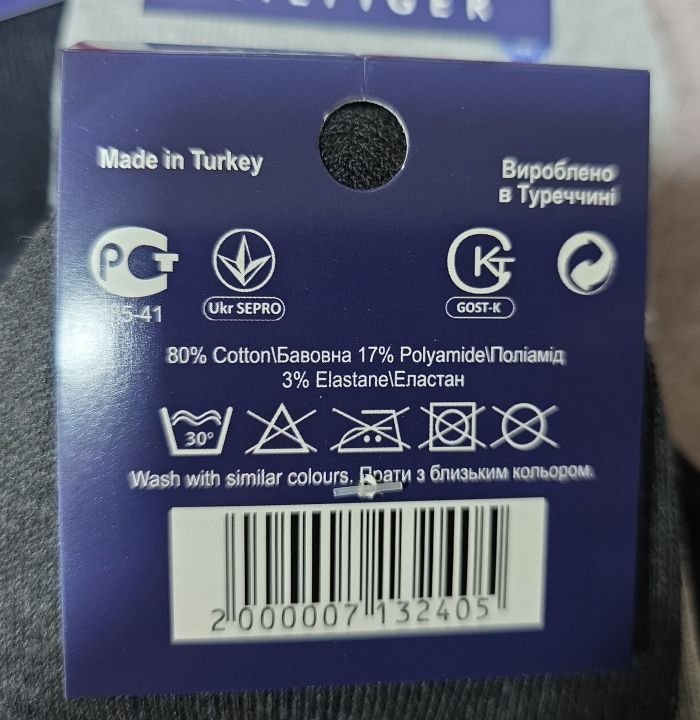 Made in Turkey
Вироблено
в Туреччині
РСТ
Ukr SEPRO
GOST-K
80% Cotton\Бавовна 17% Polyamide\Поліамід
3% Elastane\Еластан
30°
Wash with similar colours. Прати з близьким кольором.
2 000007 132405